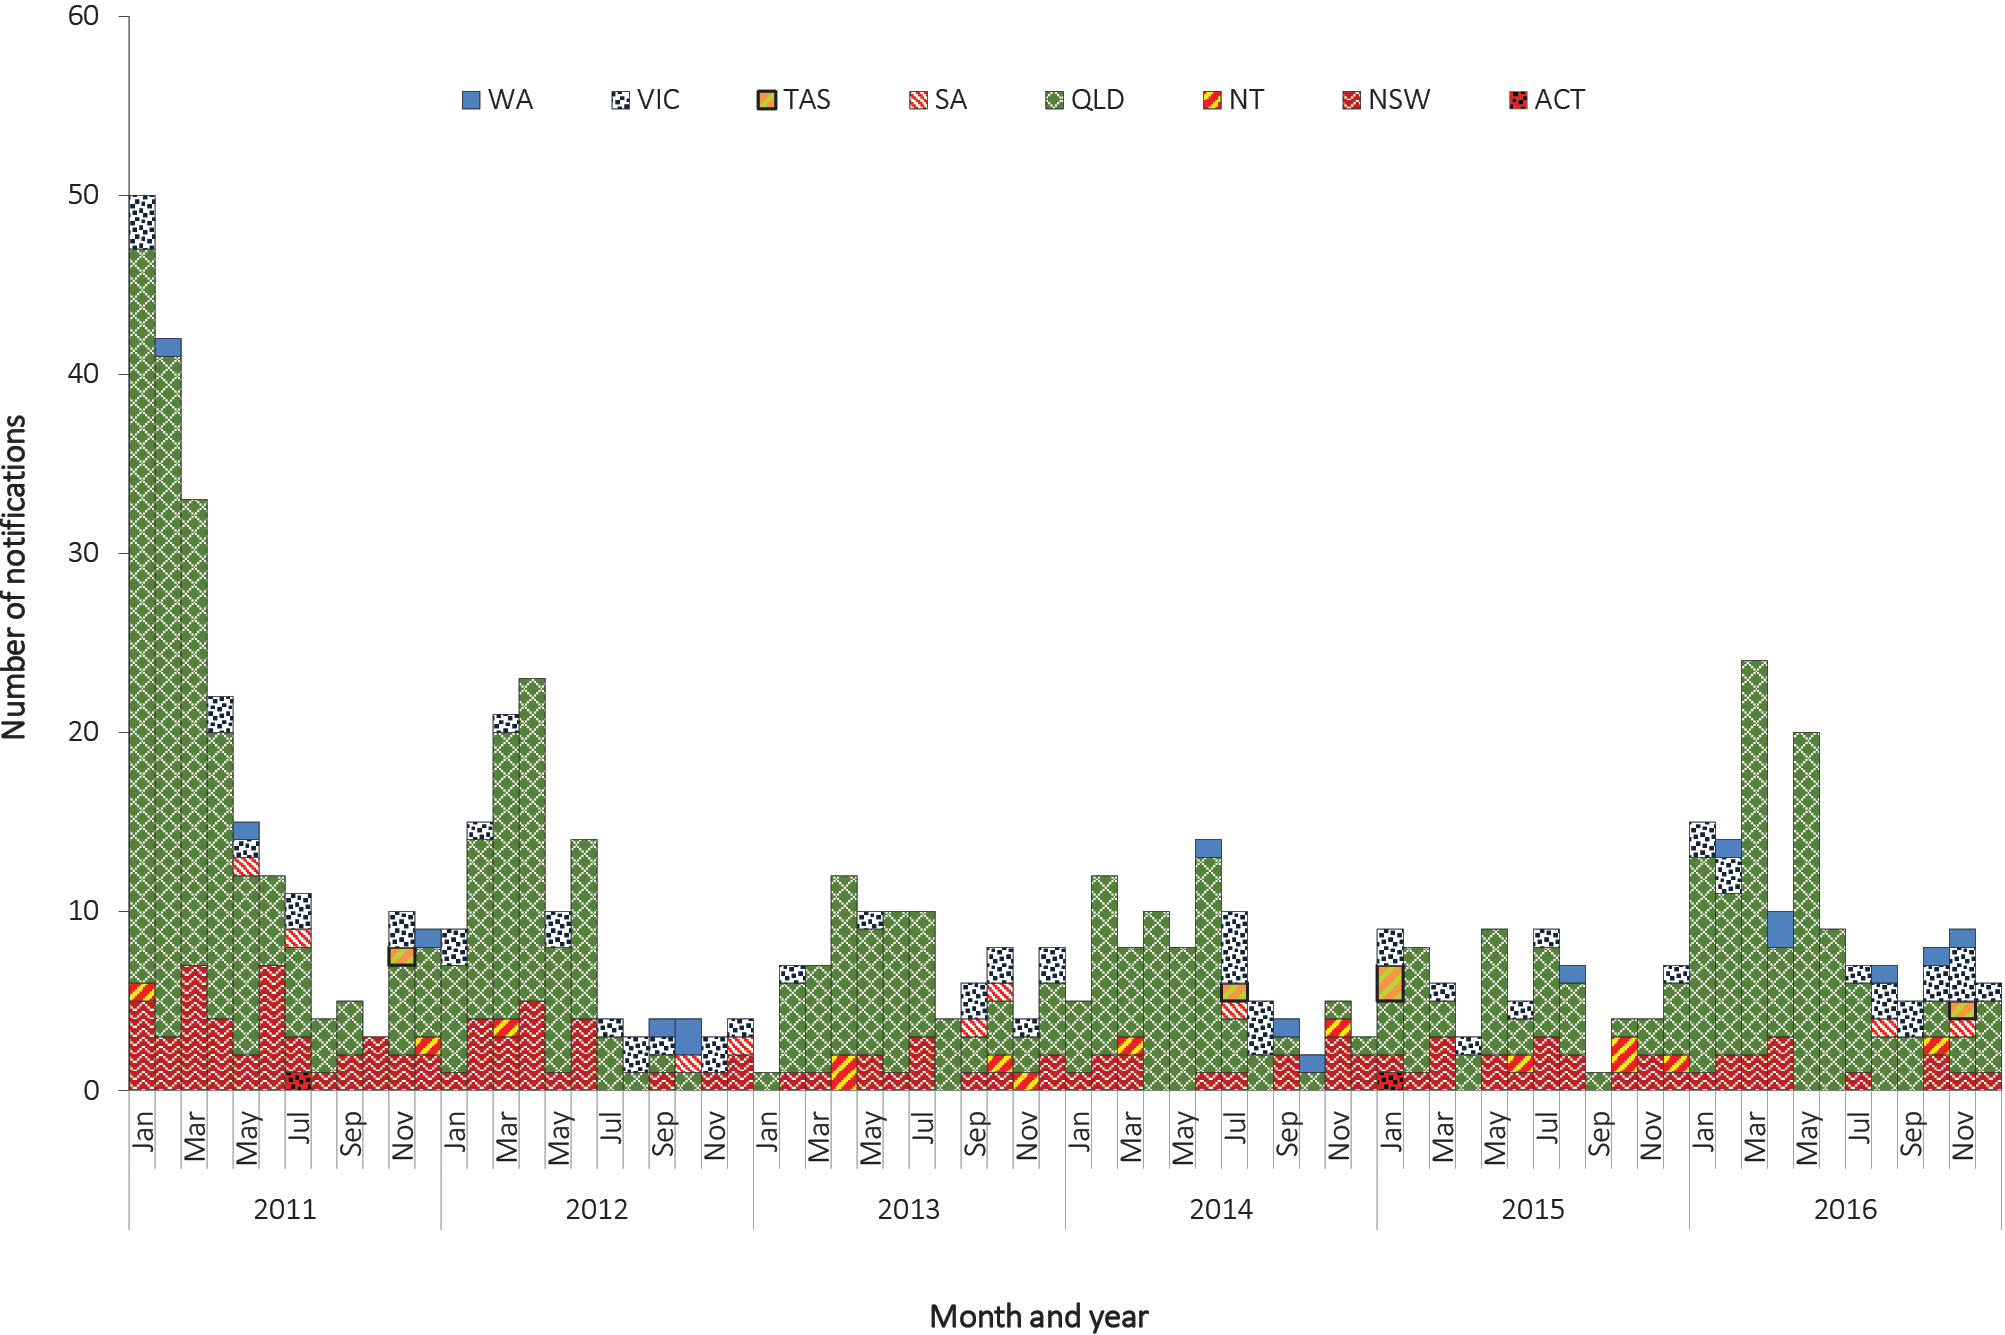 60
50
40
30
20
10
0
Number of notifications
WA VIC TAS SA QLD NT NSW ACT
Jan Mar May Jul Sep Nov Jan Mar May Jul Sep Nov Jan Mar May Jul Sep Nov Jan Mar May Jul Sep Nov Jan Mar May Jul Sep Nov Jan Mar May Jul Sep Nov
2011 2012 2013 2014 2015 2016
Month and year